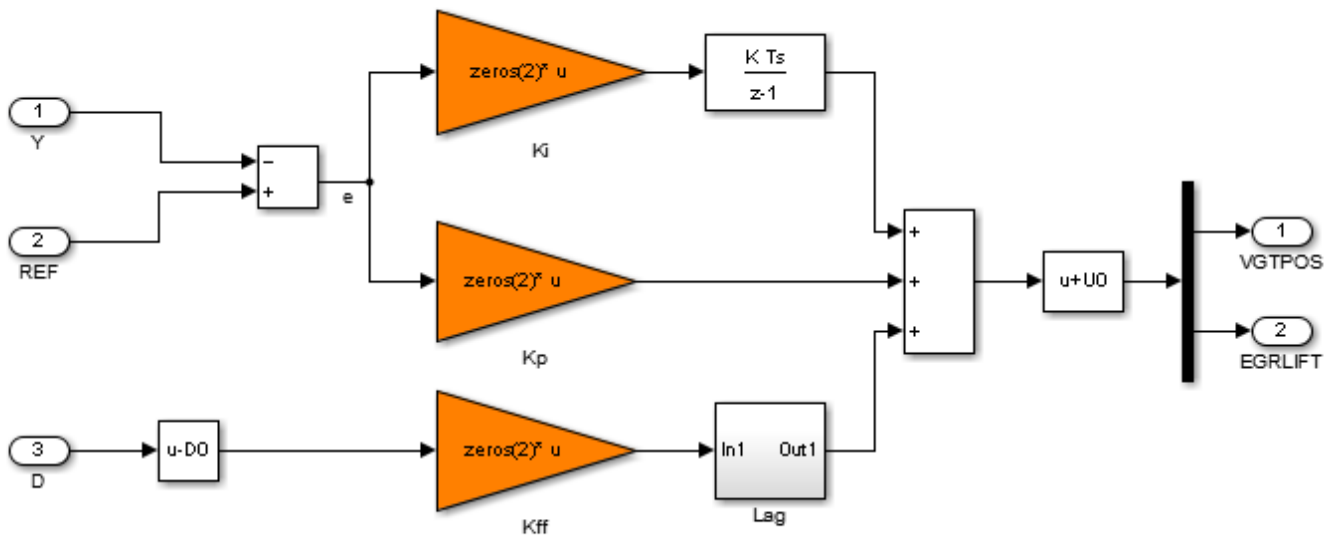 zeros(2)* u
K Ts
z-1
Ki
1
Y
−
+
e
2
REF
zeros(2)* u
Kp
+
+
+
u+U0
1
VGTPOS
2
EGRLIFT
3
D
u-D0
zeros(2)* u
Kff
In1 Out1
Lag